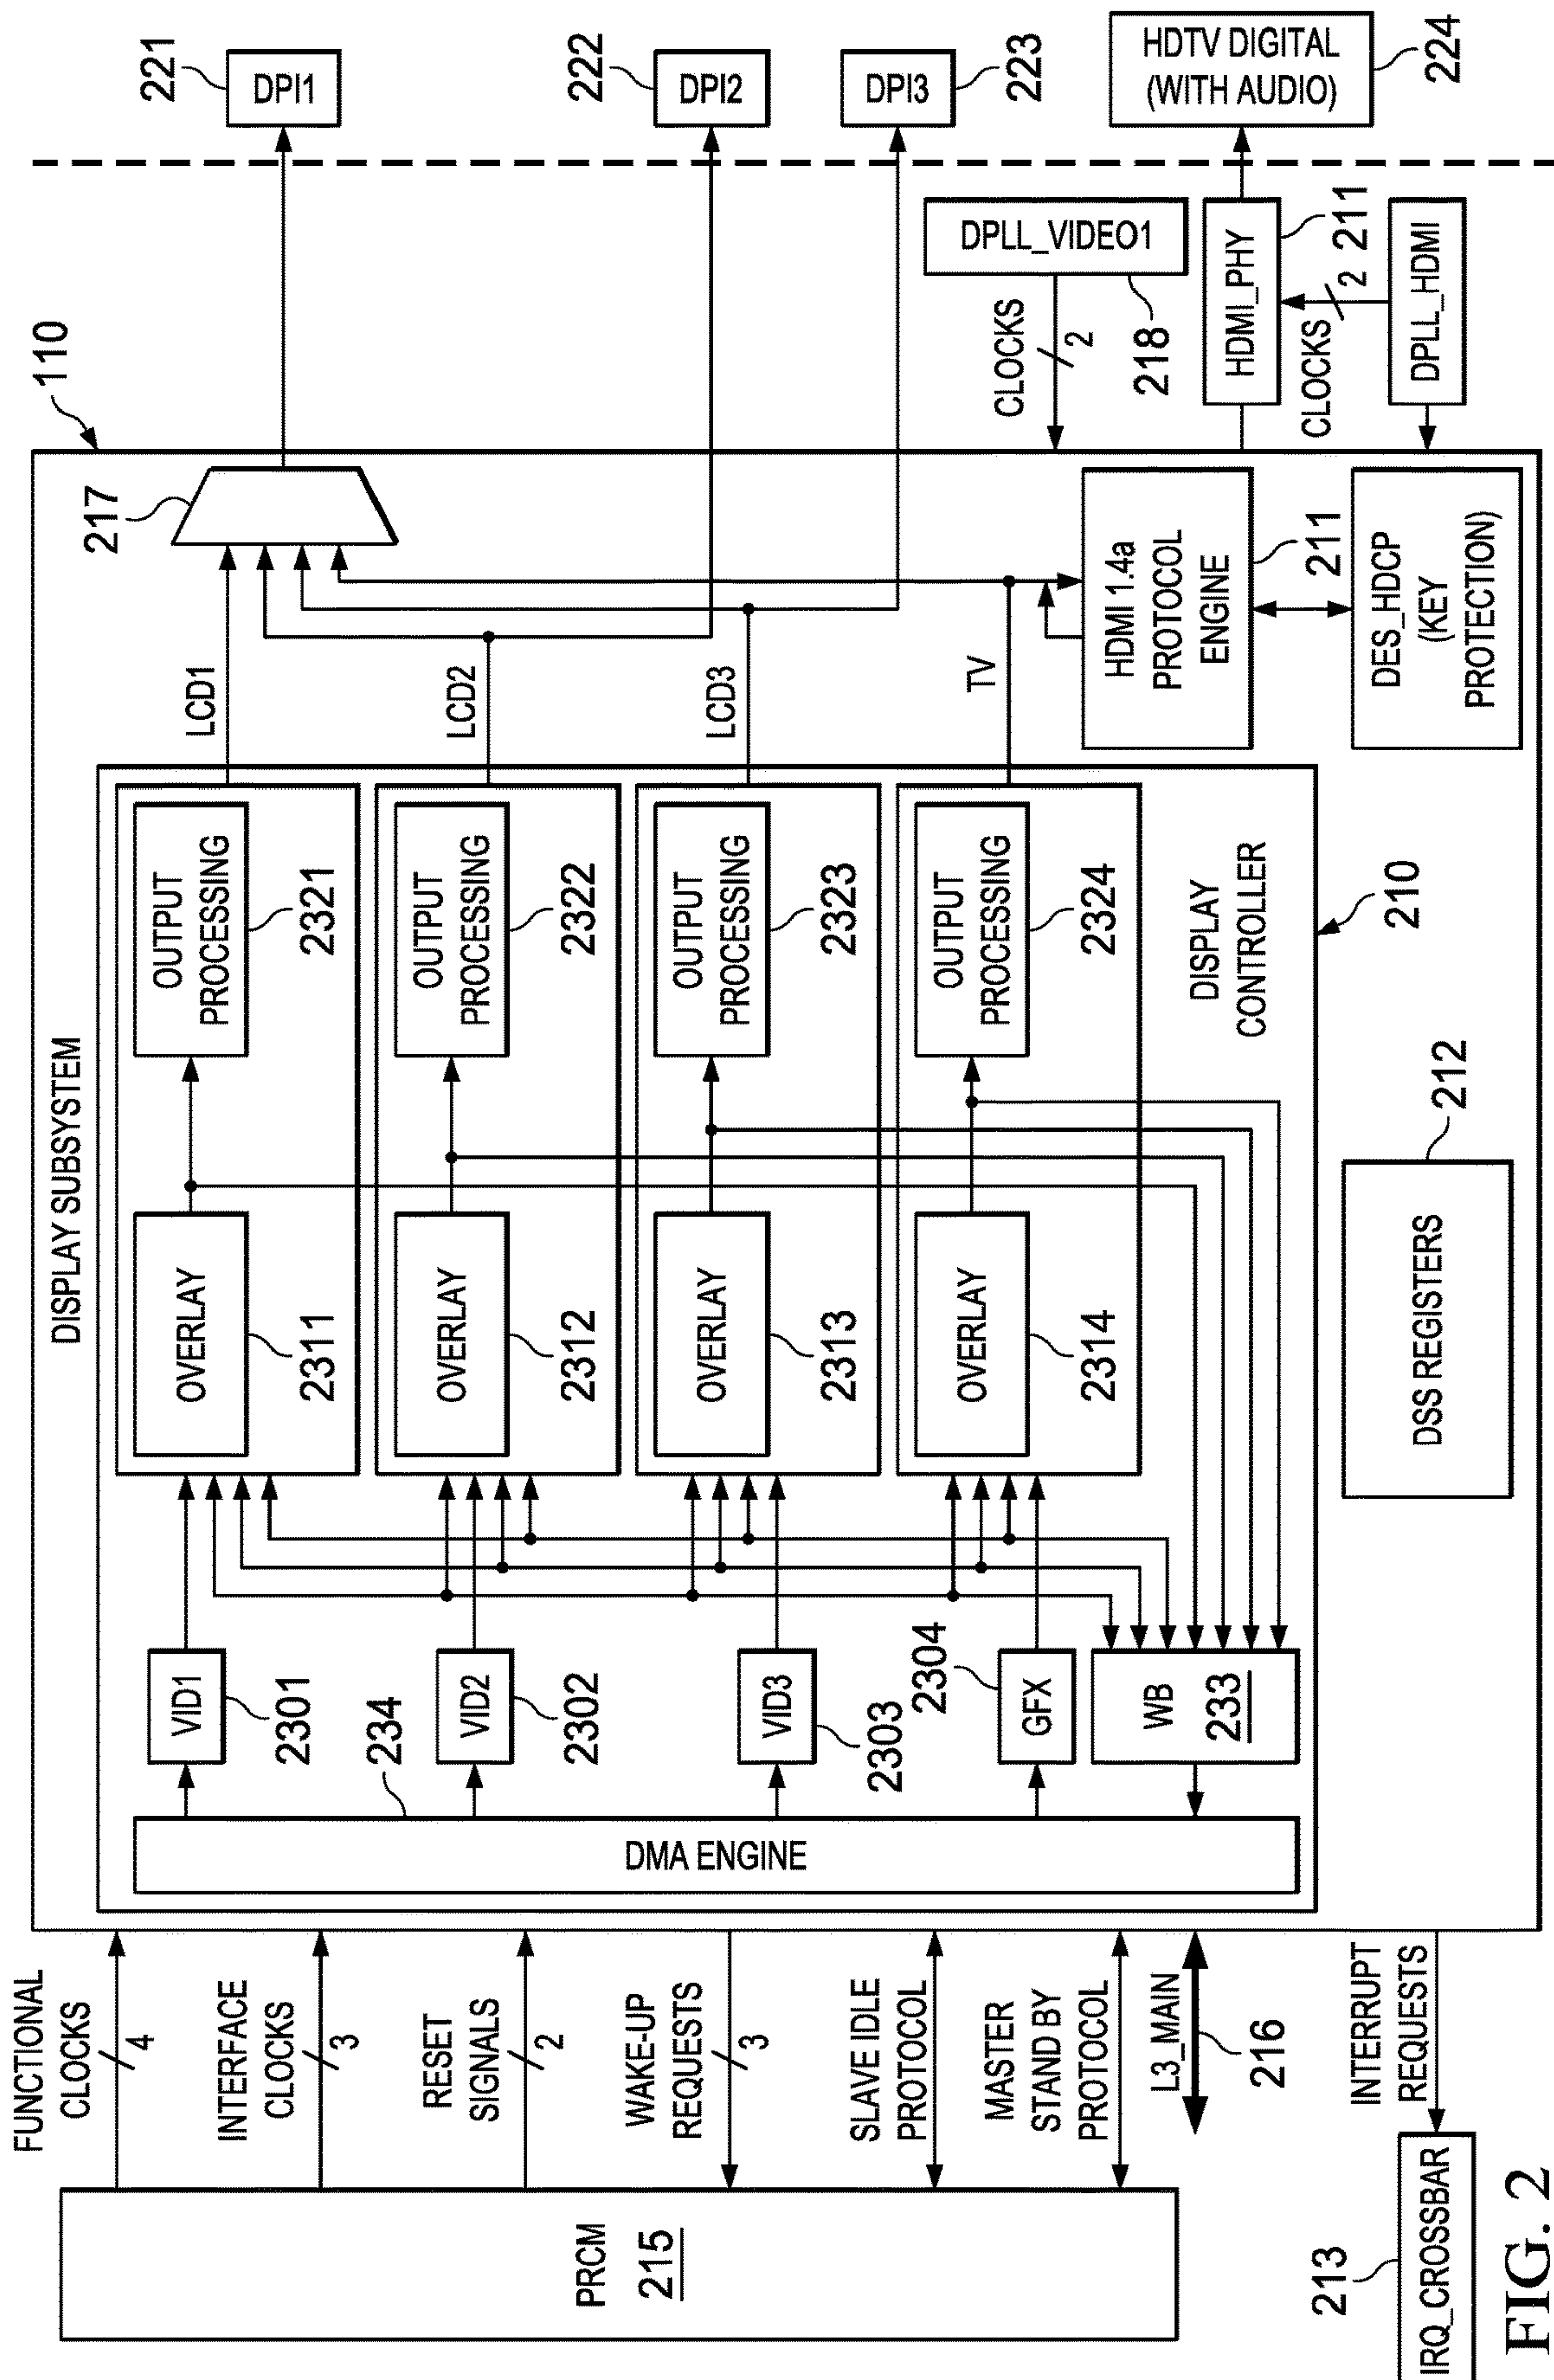 FUNCTIONAL
CLOCKS
4
INTERFACE
CLOCKS
3
RESET
SIGNALS
2
WAKE-UP
REQUESTS
3
SLAVE IDLE
PROTOCOL
MASTER
STAND BY
PROTOCOL
L3_MAIN
216
INTERRUPT
REQUESTS
PRCM
215
213
IRQ_CROSSBAR
DISPLAY SUBSYSTEM
110
DMA ENGINE
234
VID1
2301
VID2
2302
VID3
2303
GFX
2304
WB
233
OVERLAY
2311
OUTPUT
PROCESSING
2321
OVERLAY
2312
OUTPUT
PROCESSING
2322
OVERLAY
2313
OUTPUT
PROCESSING
2323
OVERLAY
2314
OUTPUT
PROCESSING
2324
DISPLAY
CONTROLLER
210
DSS REGISTERS
212
LCD1
LCD2
LCD3
TV
217
HDMI 1.4a
PROTOCOL
ENGINE
211
DES_HDCP
(KEY
PROTECTION)
DPLL_VIDEO1
218
CLOCKS
2
HDMI_PHY
211
CLOCKS
2
DPLL_HDMI
221
DPI1
222
DPI2
DPI3
223
HDTV DIGITAL
(WITH AUDIO)
224
FIG. 2